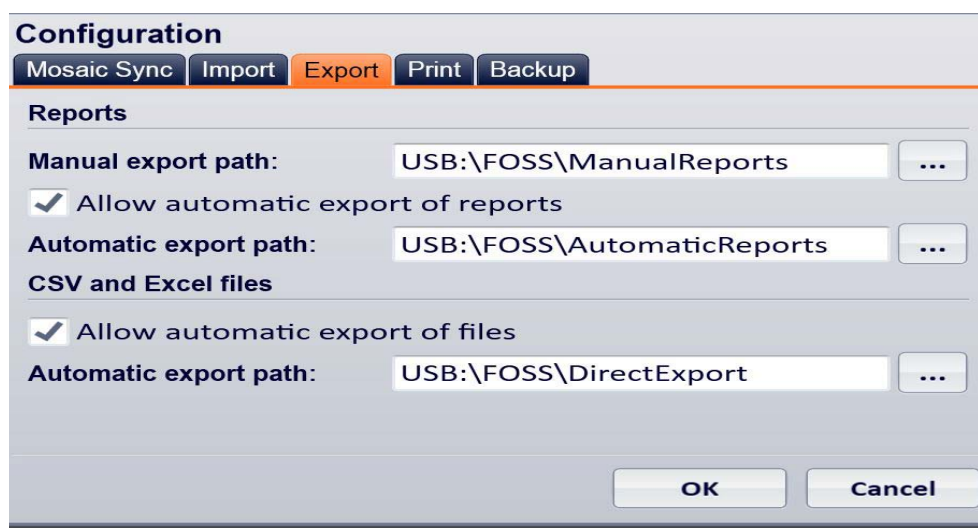 Configuration
Mosaic Sync Import Export Print Backup
Reports
Manual export path: USB:\FOSS\ManualReports ...
Allow automatic export of reports
Automatic export path: USB:\FOSS\AutomaticReports ...
CSV and Excel files
Allow automatic export of files
Automatic export path: USB:\FOSS\DirectExport ...
OK Cancel